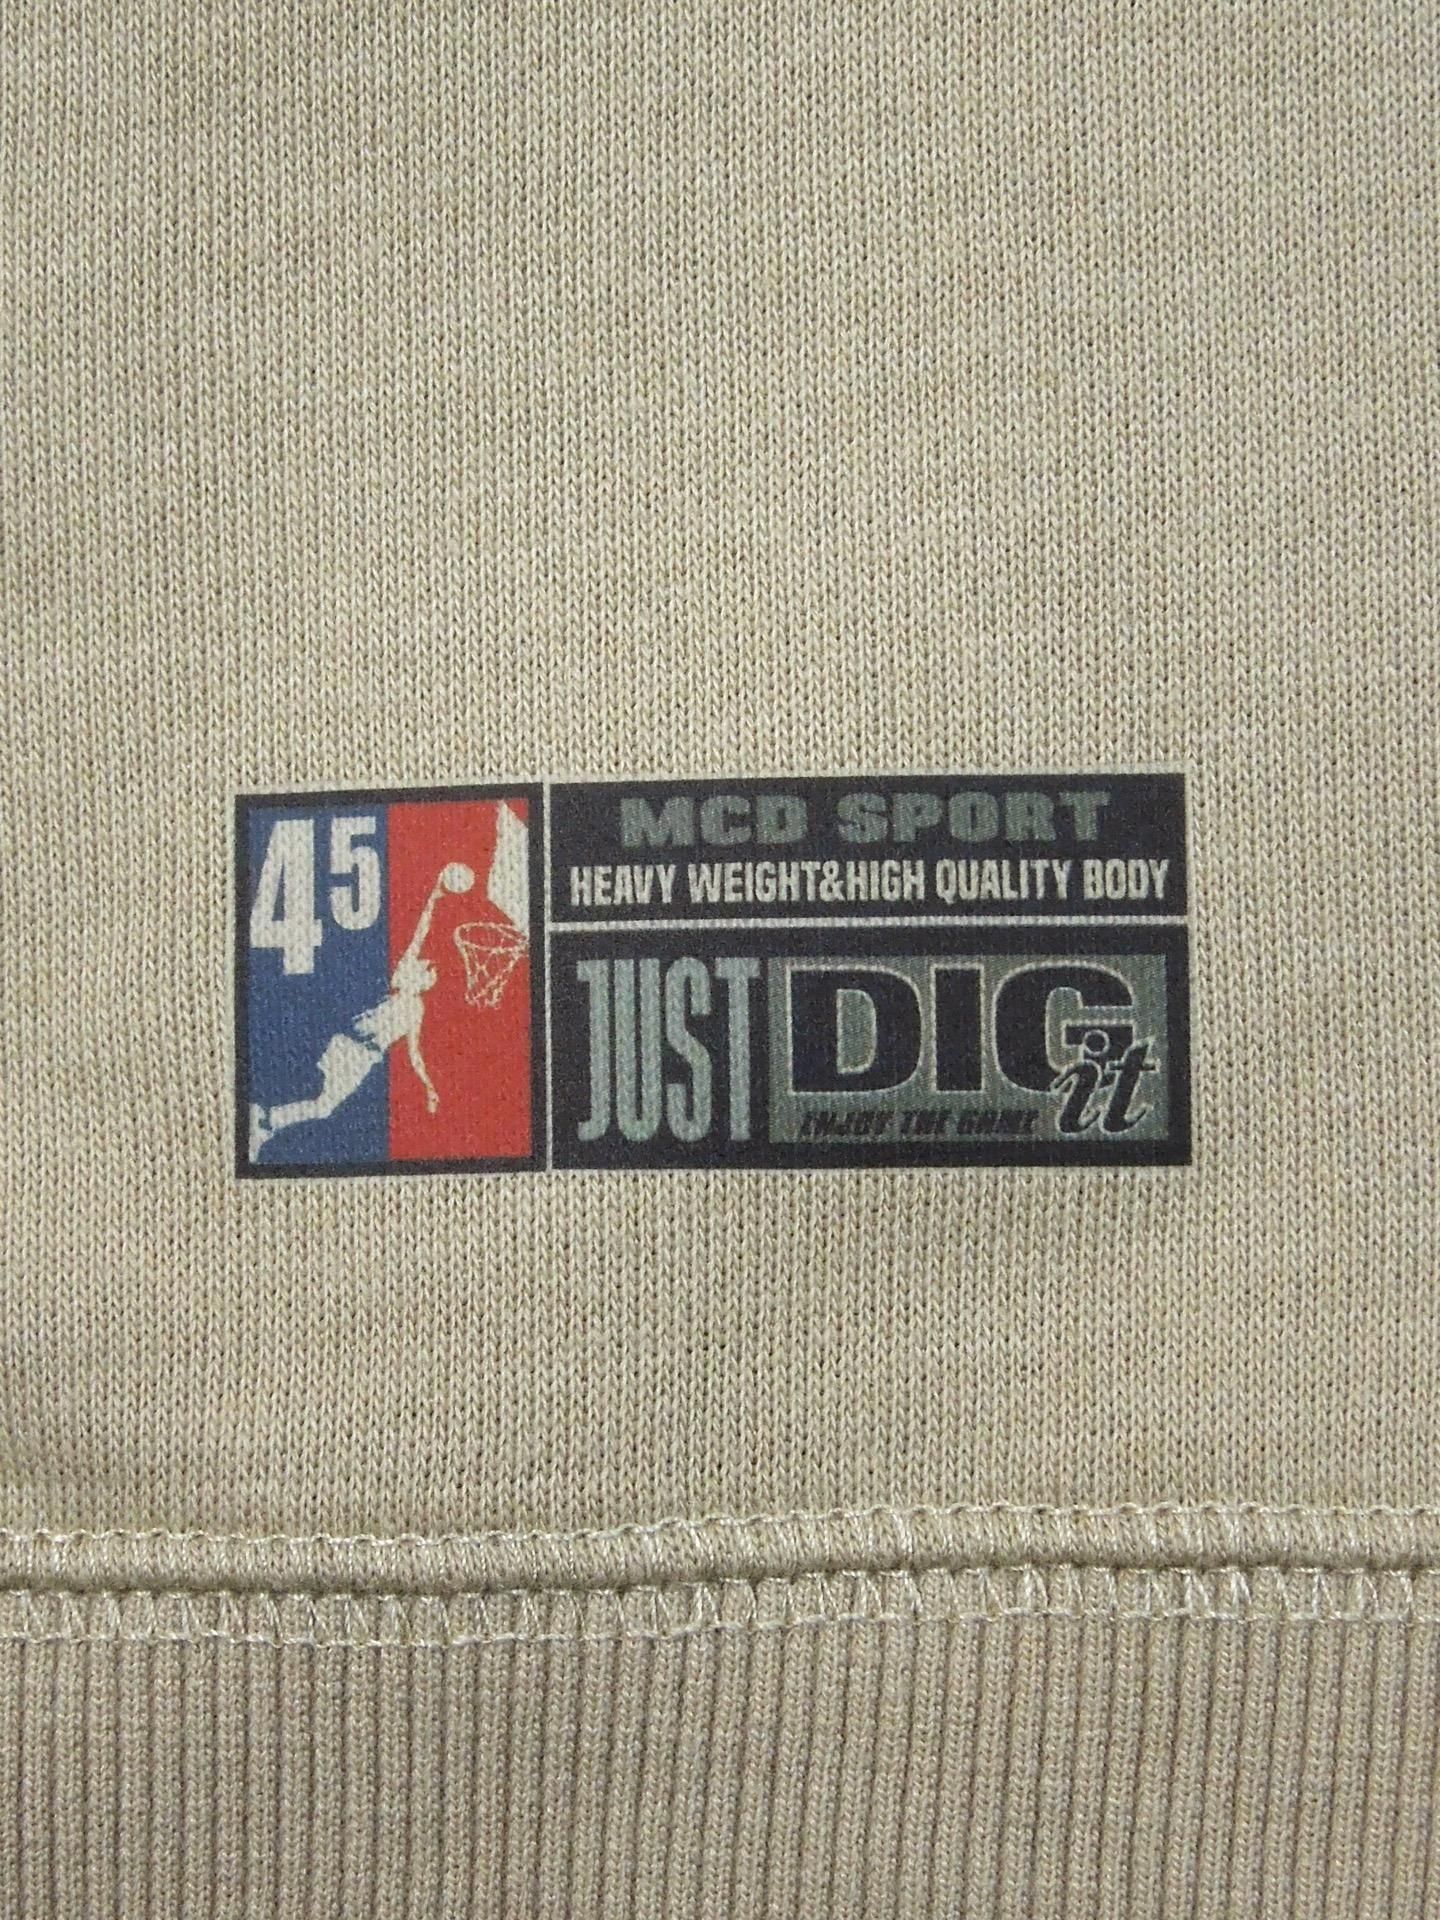 45
MCD SPORT
HEAVY WEIGHT&HIGH QUALITY BODY
JUST DIG it
ENJOY THE GAME